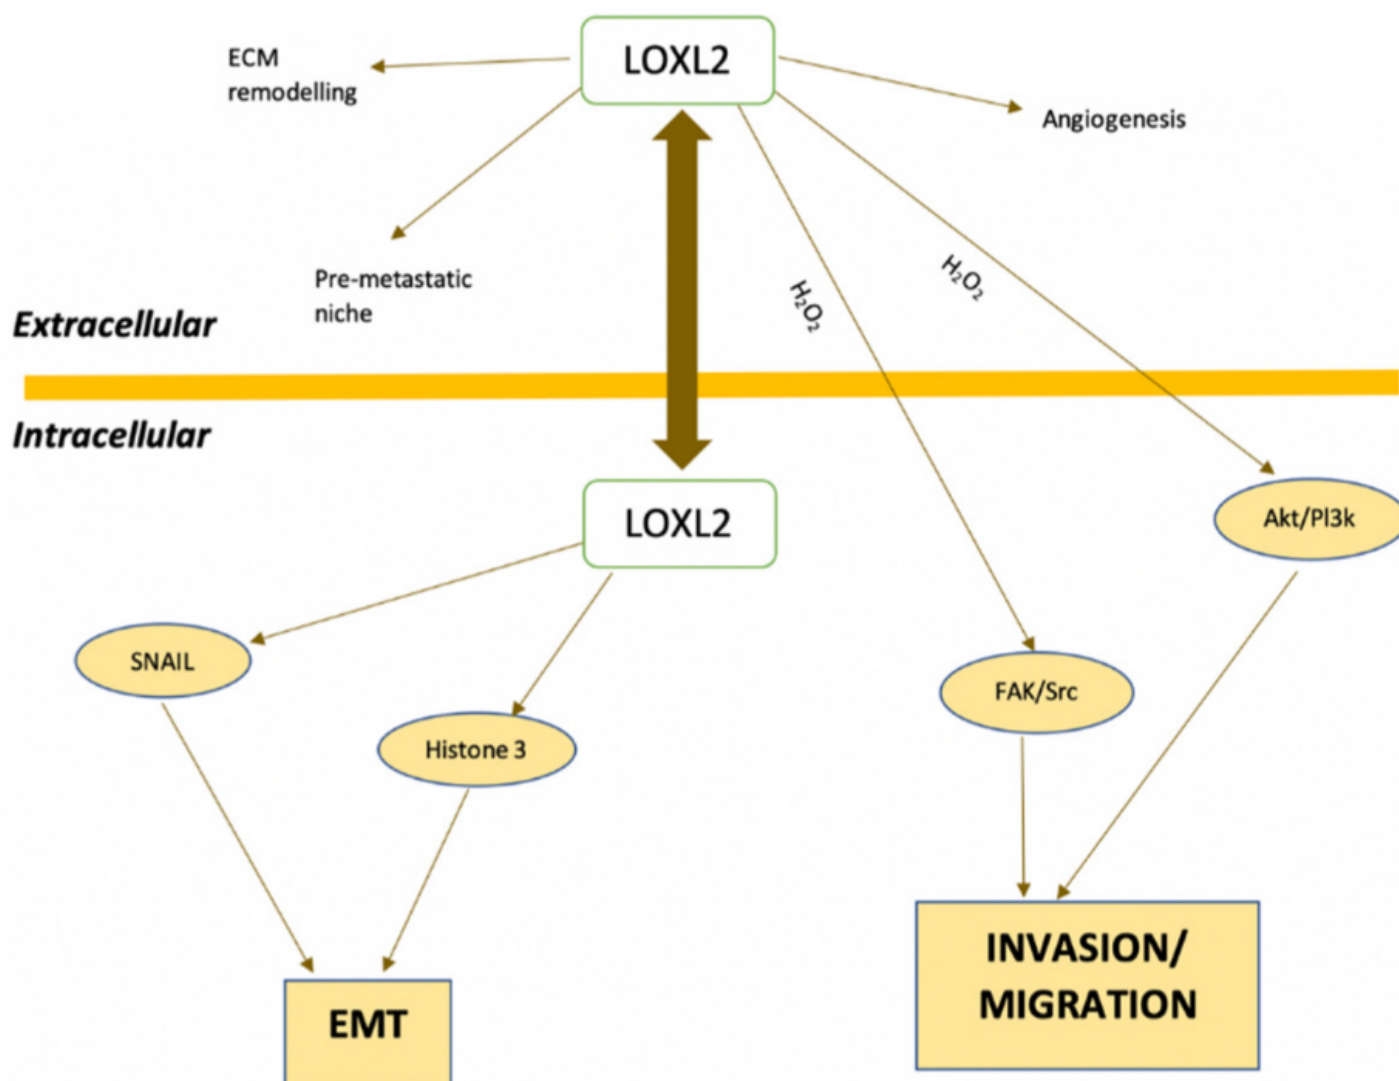 LOXL2
ECM
remodelling
Angiogenesis
Pre-metastatic
niche
H₂O₂
H₂O₂
Extracellular
Intracellular
LOXL2
Akt/Pl3k
SNAIL
FAK/Src
Histone 3
INVASION/
MIGRATION
EMT